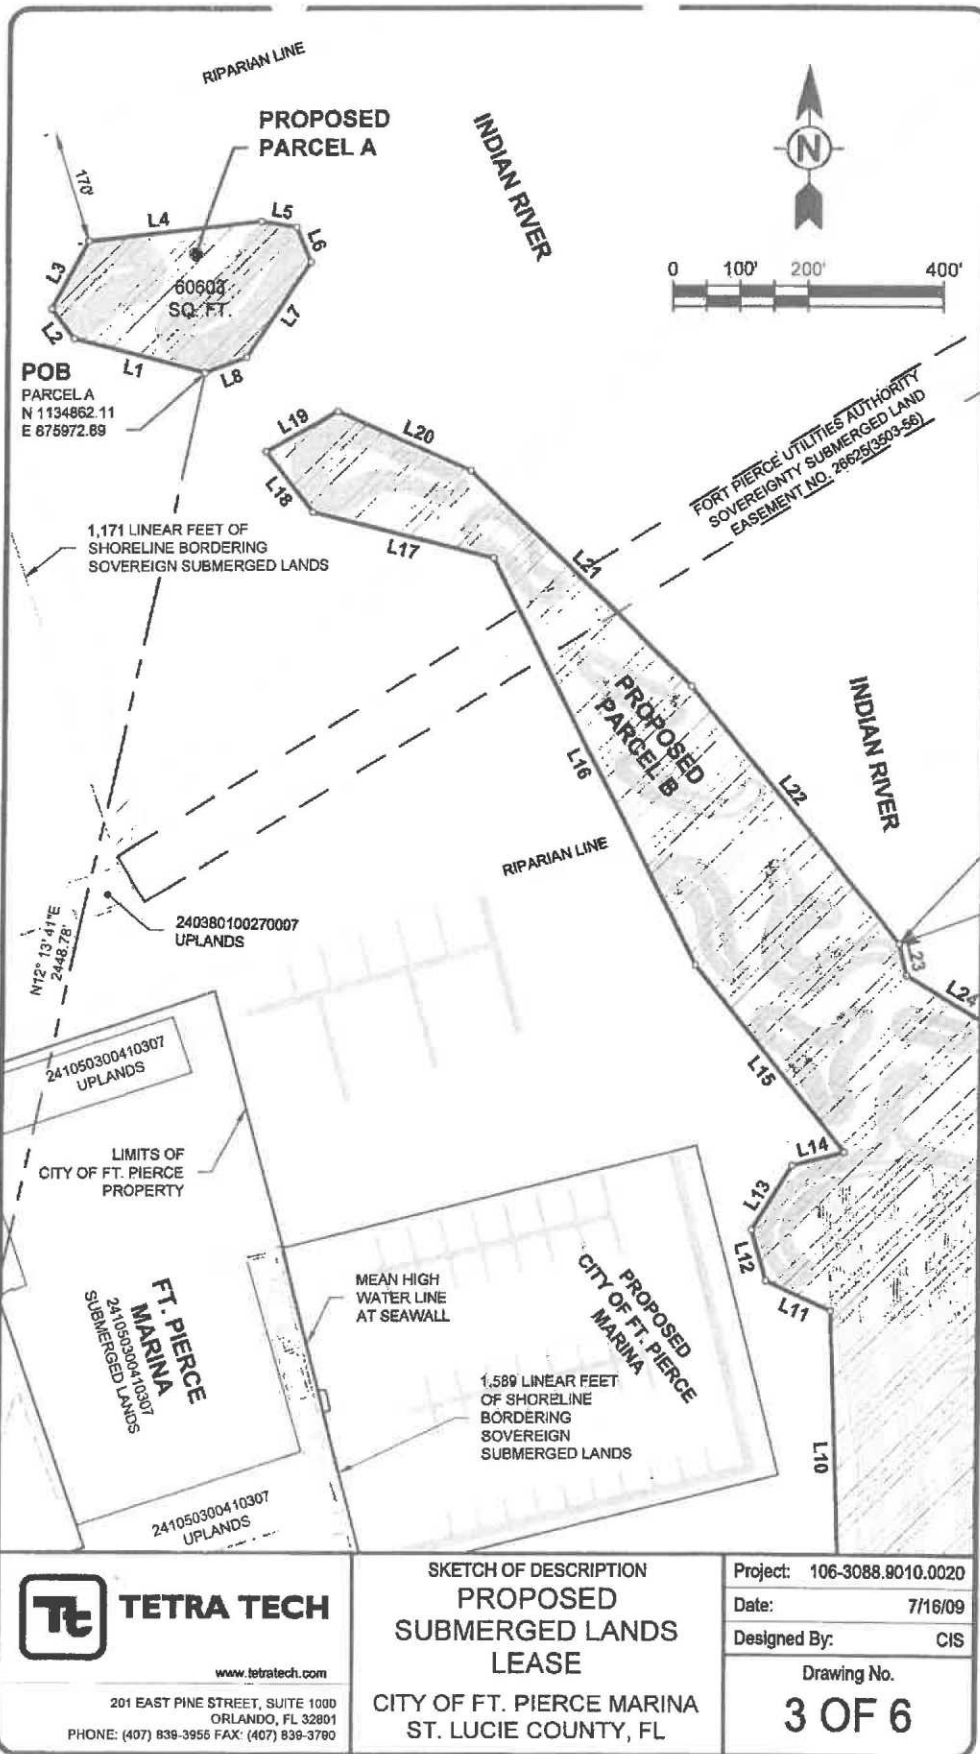 RIPARIAN LINE
PROPOSED
PARCEL A
INDIAN RIVER
N
170'
L4
L5
L6
L3
60603
SQ. FT.
L7
L2
L1
L8
0 100' 200' 400'
POB
PARCEL A
N 1134862.11
E 875972.89
L19
L20
L18
L17
FORT PIERCE UTILITIES AUTHORITY
SOVEREIGNTY SUBMERGED LAND
EASEMENT NO. 26625(3503-56)
1,171 LINEAR FEET OF
SHORELINE BORDERING
SOVEREIGN SUBMERGED LANDS
L21
PROPOSED
PARCEL B
L16
L22
INDIAN RIVER
RIPARIAN LINE
240380100270007
UPLANDS
N12° 13' 41"E
2448.78'
23
L24
241050300410307
UPLANDS
L15
LIMITS OF
CITY OF FT. PIERCE
PROPERTY
L14
L13
L12
L11
MEAN HIGH
WATER LINE
AT SEAWALL
PROPOSED
CITY OF FT. PIERCE
MARINA
FT. PIERCE
MARINA
241050300410307
SUBMERGED LANDS
1,589 LINEAR FEET
OF SHORELINE
BORDERING
SOVEREIGN
SUBMERGED LANDS
L10
241050300410307
UPLANDS
Tt TETRA TECH
www.tetratech.com
201 EAST PINE STREET, SUITE 1000
ORLANDO, FL 32801
PHONE: (407) 839-3955 FAX: (407) 839-3790
SKETCH OF DESCRIPTION
PROPOSED
SUBMERGED LANDS
LEASE
CITY OF FT. PIERCE MARINA
ST. LUCIE COUNTY, FL
Project: 106-3088.9010.0020
Date: 7/16/09
Designed By: CIS
Drawing No.
3 OF 6